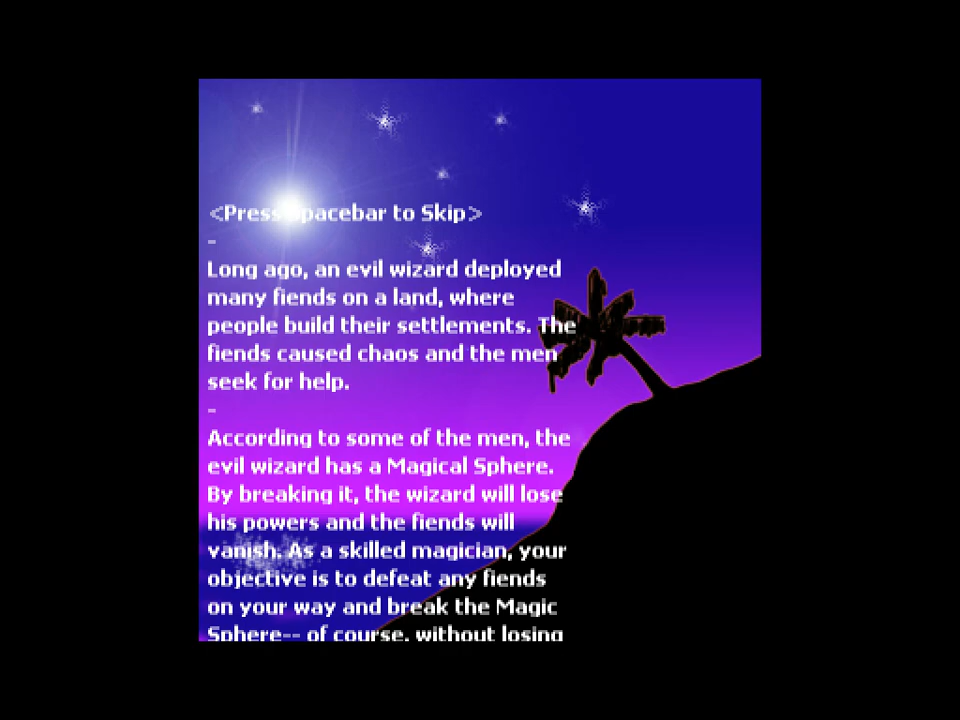 <Press Spacebar to Skip>
-
Long ago, an evil wizard deployed
many fiends on a land, where
people build their settlements. The
fiends caused chaos and the men
seek for help.
-
According to some of the men, the
evil wizard has a Magical Sphere.
By breaking it, the wizard will lose
his powers and the fiends will
vanish. As a skilled magician, your
objective is to defeat any fiends
on your way and break the Magic
Sphere-- of course, without losing